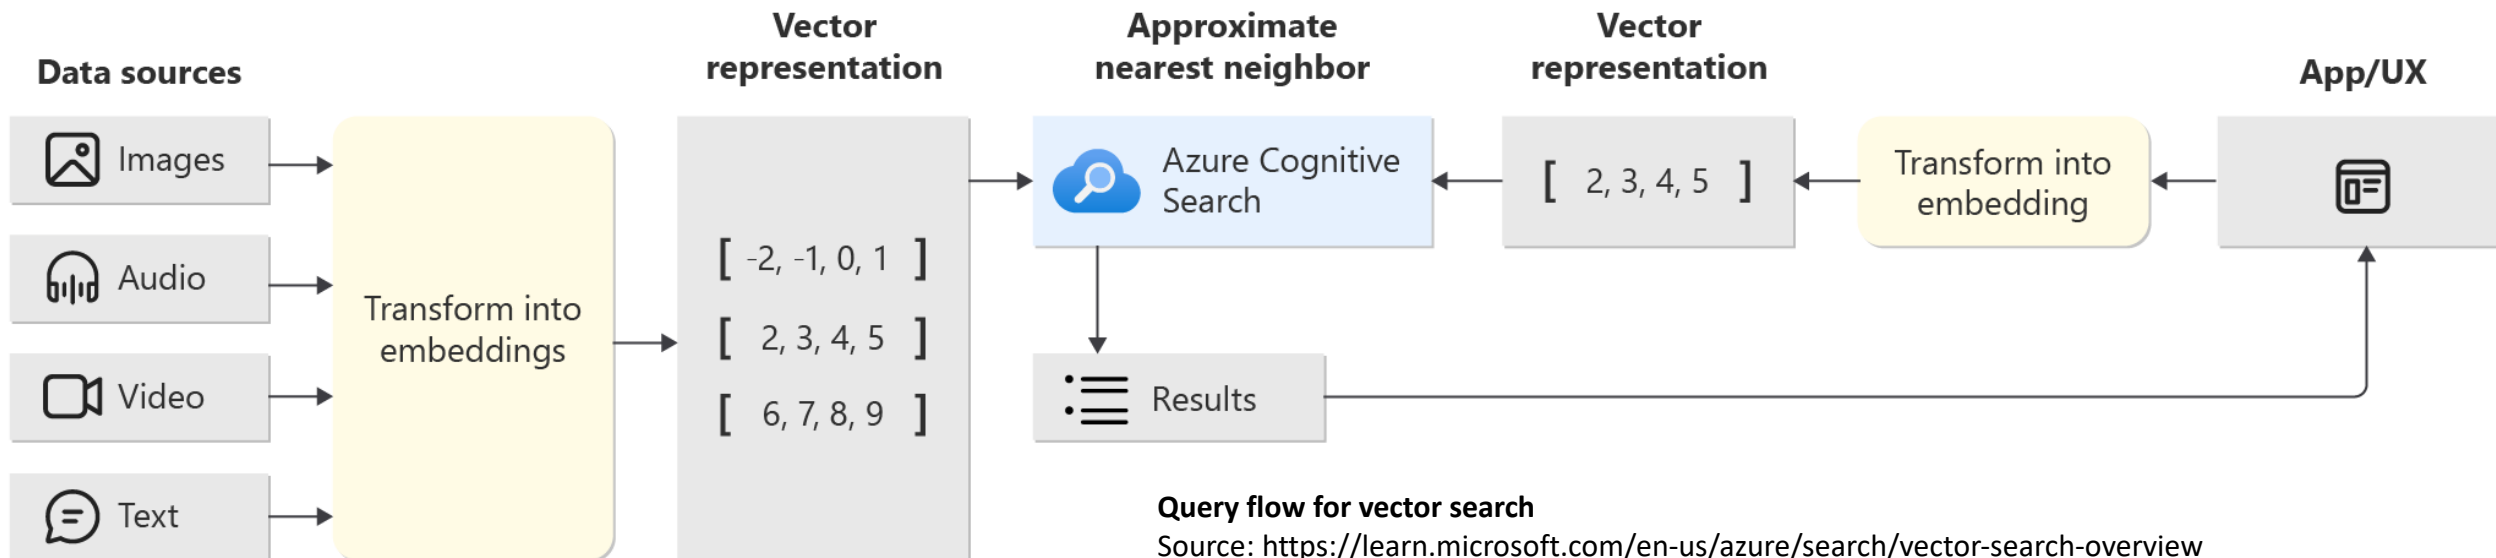 Data sources
Images
Audio
Video
Text
Transform into
embeddings
Vector
representation
[ -2, -1, 0, 1 ]
[ 2, 3, 4, 5 ]
[ 6, 7, 8, 9 ]
Approximate
nearest neighbor
Azure Cognitive
Search
Results
Vector
representation
[ 2, 3, 4, 5 ]
Transform into
embedding
App/UX
Query flow for vector search
Source: https://learn.microsoft.com/en-us/azure/search/vector-search-overview